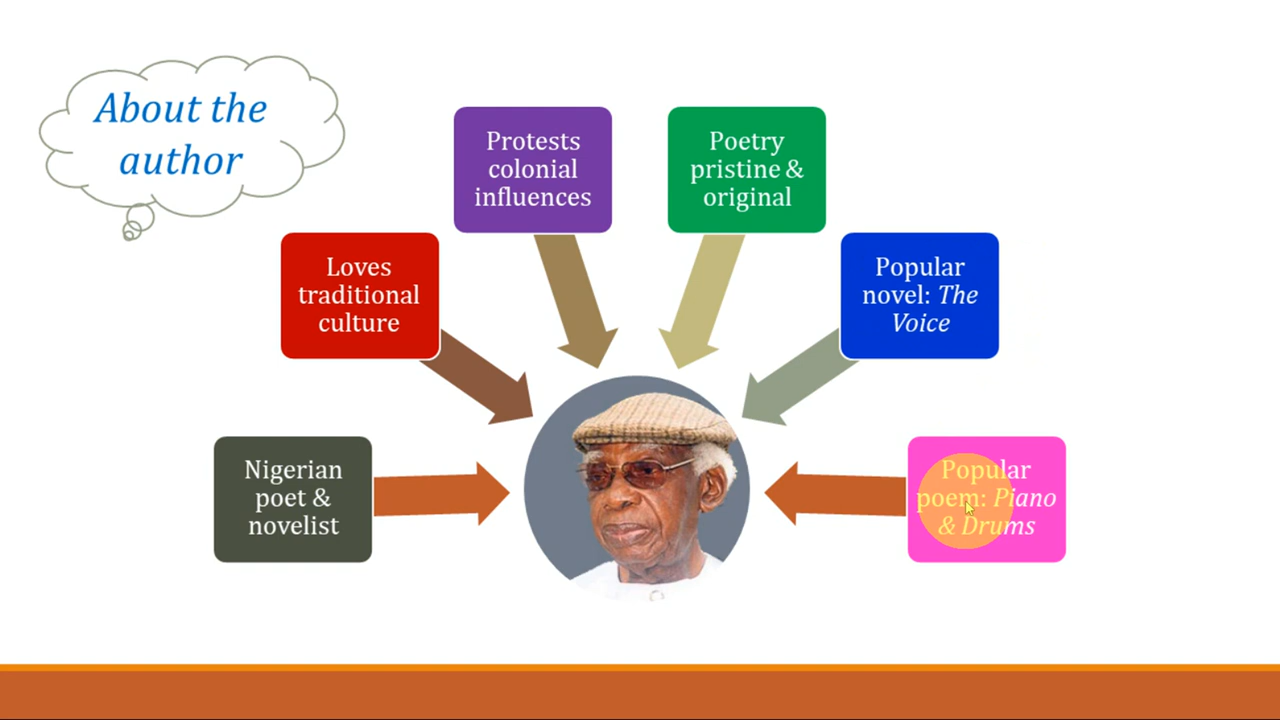 About the
author
Protests
colonial
influences
Poetry
pristine &
original
Loves
traditional
culture
Popular
novel: The
Voice
Nigerian
poet &
novelist
Popular
poem: Piano
& Drums